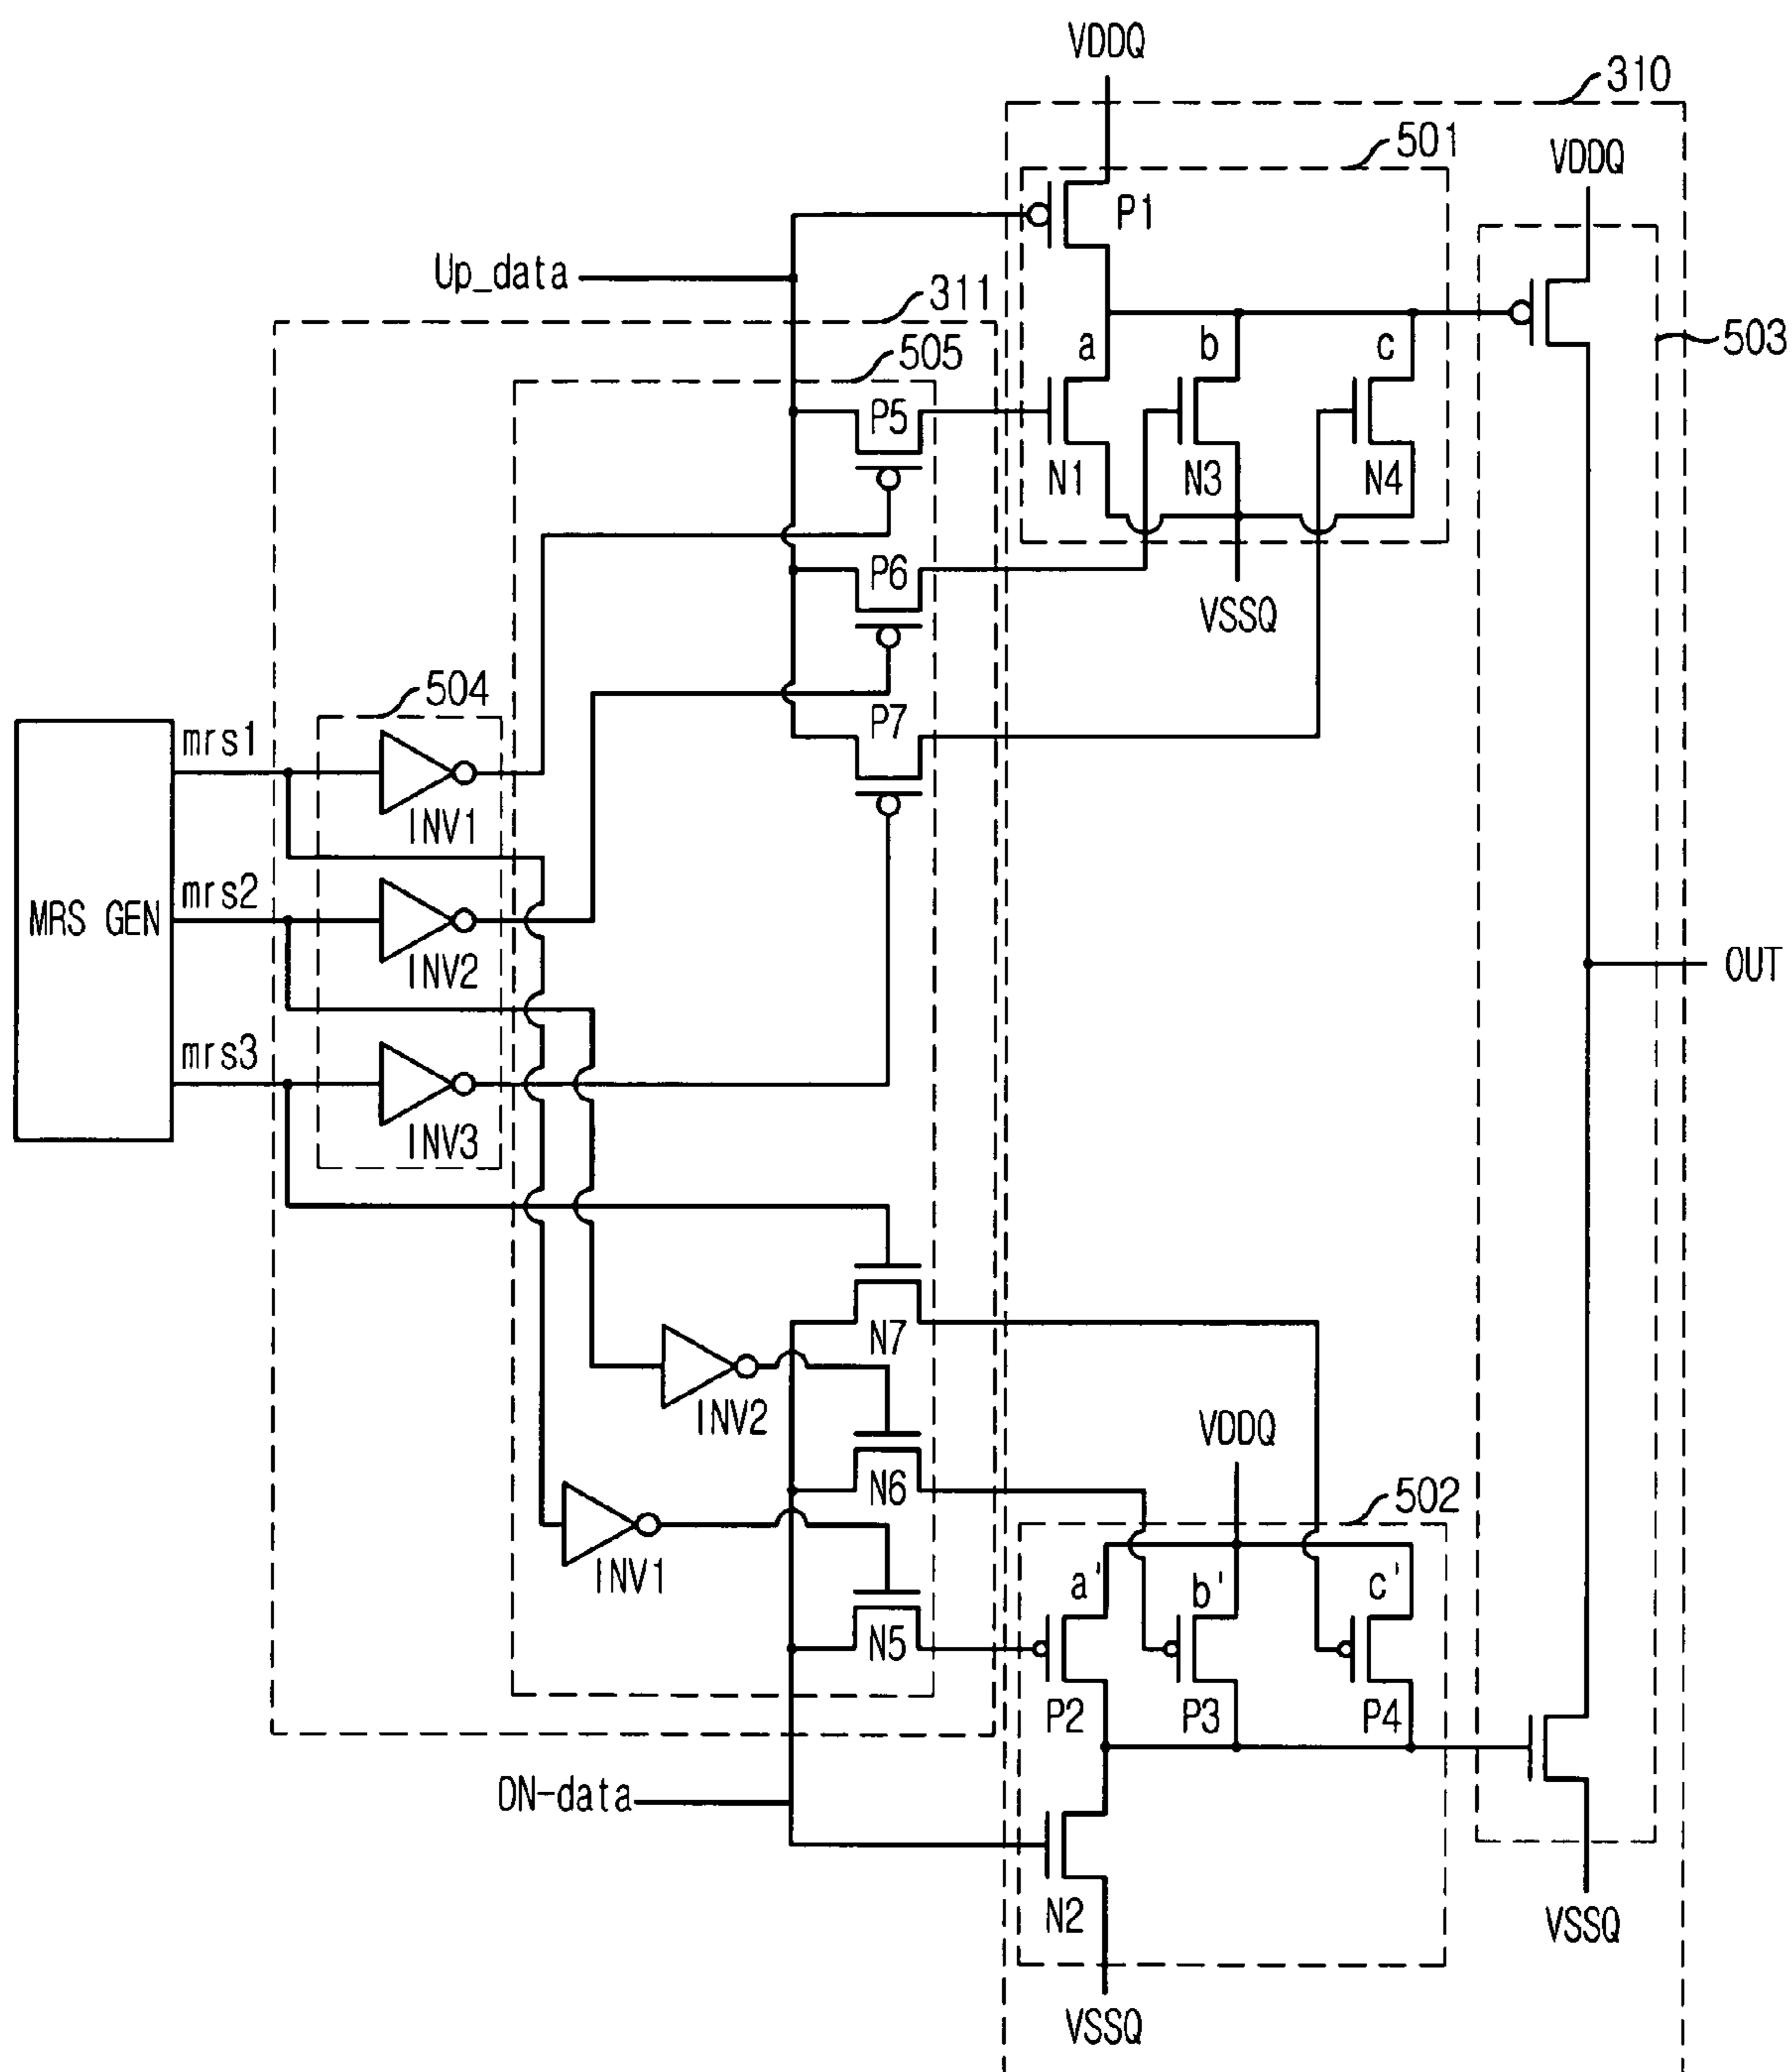 VDDQ
310
501
VDDQ
P1
Up_data
311
503
505
a
b
c
P5
N1
N3
N4
P6
VSSQ
504
P7
mrs1
INV1
mrs2
MRS GEN
INV2
OUT
mrs3
INV3
N7
INV2
VDDQ
N6
502
INV1
a'
b'
c'
N5
P2
P3
P4
DN-data
N2
VSSQ
VSSQ